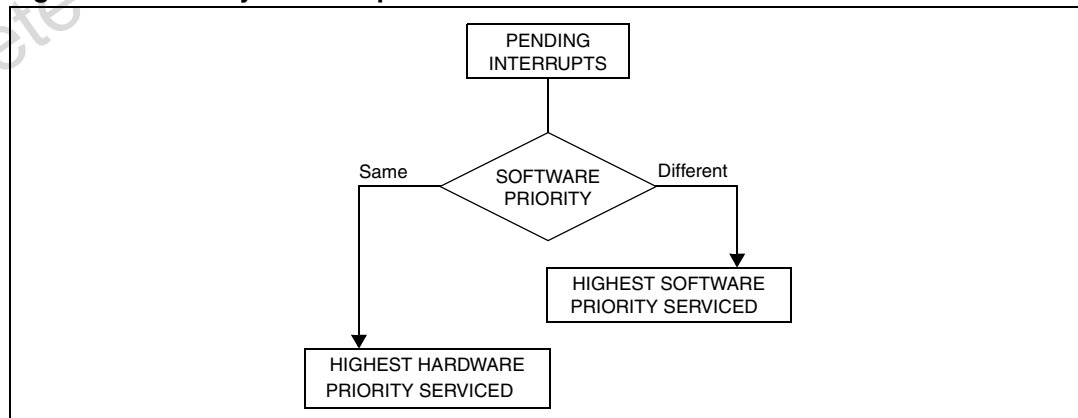 PENDING
INTERRUPTS
Same
SOFTWARE
PRIORITY
Different
HIGHEST SOFTWARE
PRIORITY SERVICED
HIGHEST HARDWARE
PRIORITY SERVICED